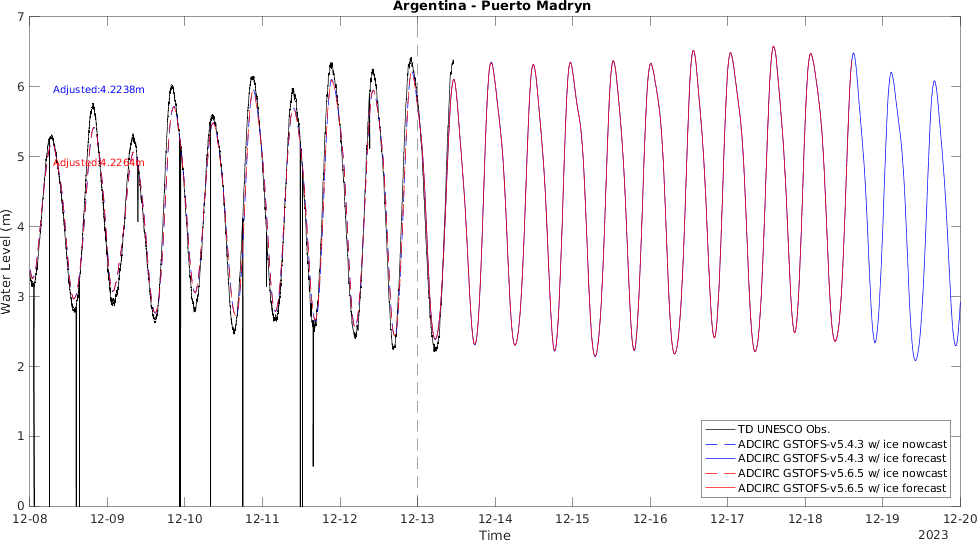 Argentina - Puerto Madryn
7
6
5
4
3
2
1
0
Water Level (m)
Adjusted:4.2238m
Adjusted:4.2264m
TD UNESCO Obs.
ADCIRC GSTOFS-v5.4.3 w/ ice nowcast
ADCIRC GSTOFS-v5.4.3 w/ ice forecast
ADCIRC GSTOFS-v5.6.5 w/ ice nowcast
ADCIRC GSTOFS-v5.6.5 w/ ice forecast
12-08 12-09 12-10 12-11 12-12 12-13 12-14 12-15 12-16 12-17 12-18 12-19 12-20
Time
2023